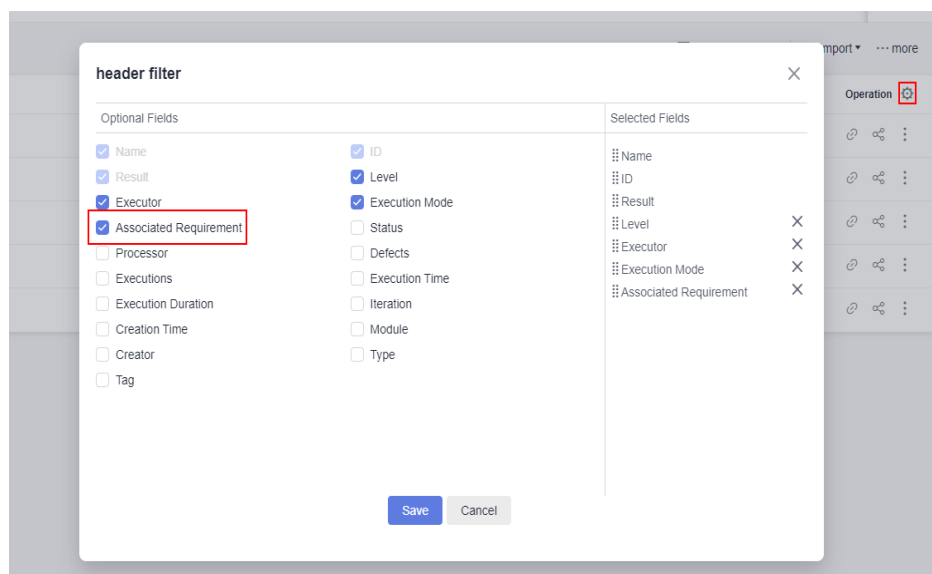 mport ··· more
header filter
Operation
Optional Fields
Selected Fields
Name
ID
Result
Level
Executor
Execution Mode
Associated Requirement
Status
Processor
Defects
Executions
Execution Time
Execution Duration
Iteration
Creation Time
Module
Creator
Type
Tag
Name
ID
Result
Level
Executor
Execution Mode
Associated Requirement
Save
Cancel